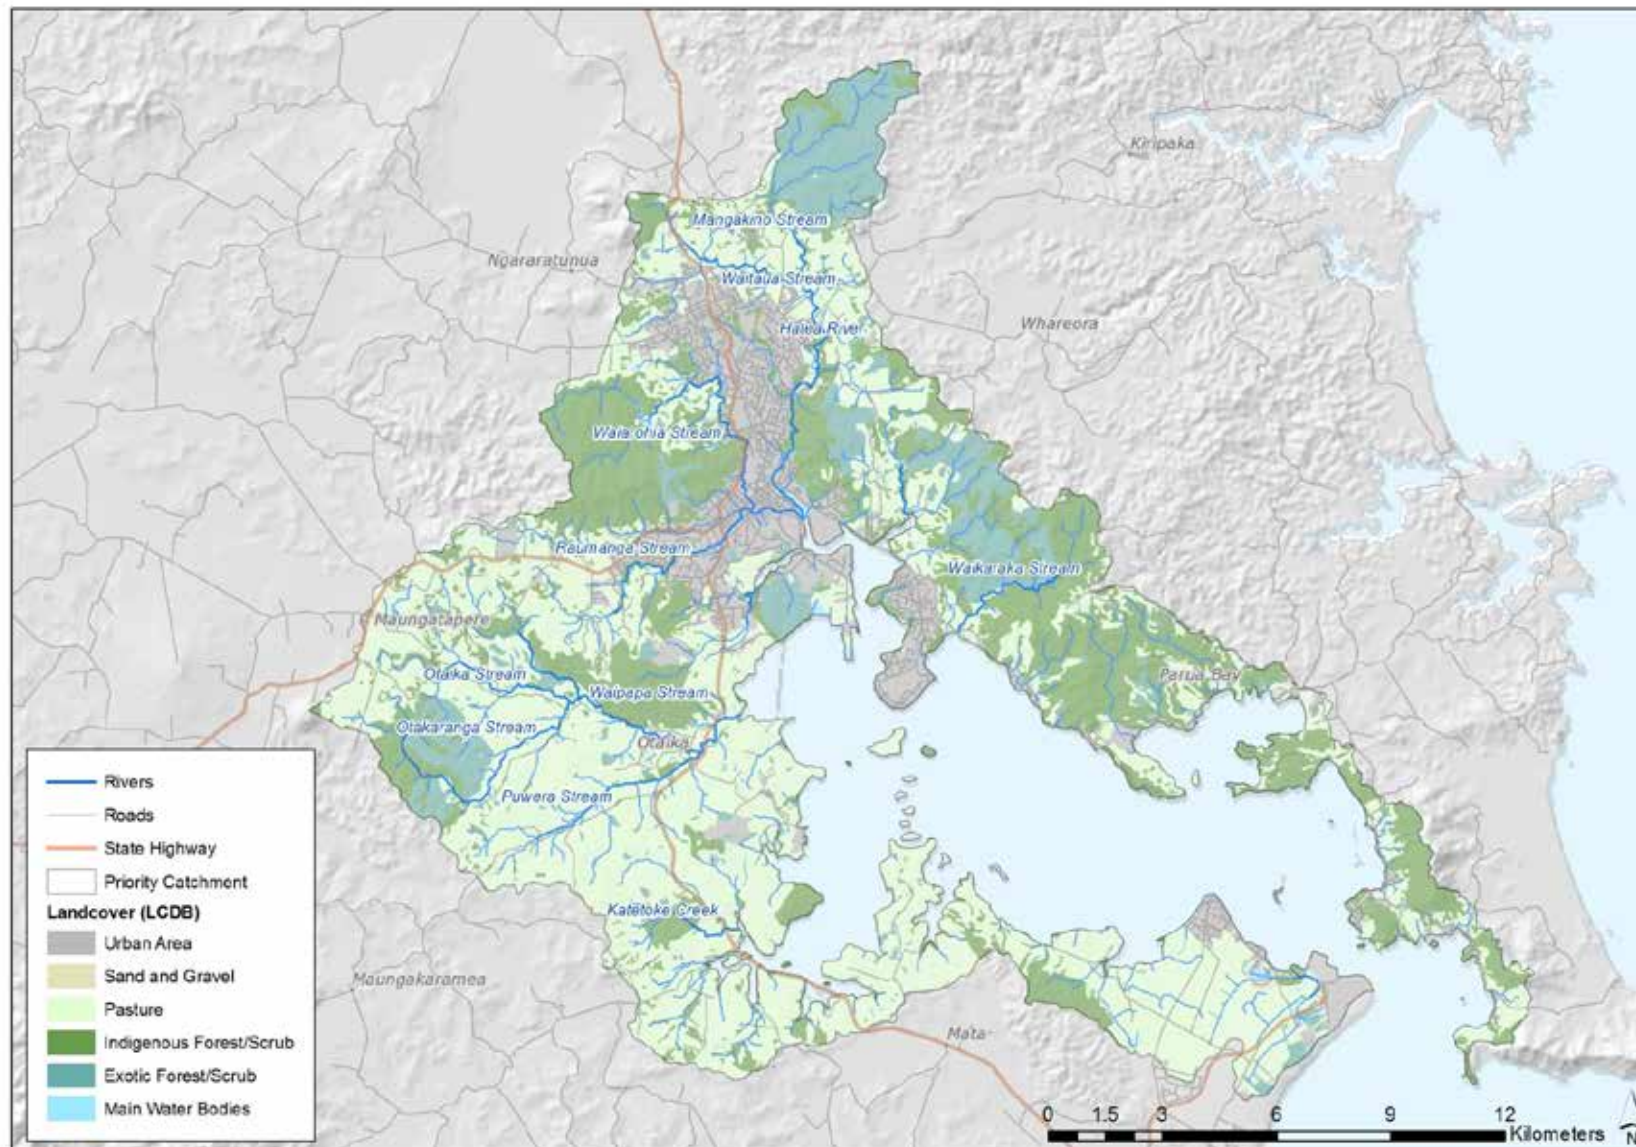 Kiripaka
Mangakino Stream
Ngararatunua
Waitaua Stream
Whareora
Hatea River
Waiarohia Stream
Raumanga Stream
Waikaraka Stream
Maungatapere
Otaika Stream
Waipapa Stream
Parua Bay
Otakaranga Stream
Otaika
Puwera Stream
Katetoke Creek
Maungakaramea
Mata
Rivers
Roads
State Highway
Priority Catchment
Landcover (LCDB)
Urban Area
Sand and Gravel
Pasture
Indigenous Forest/Scrub
Exotic Forest/Scrub
Main Water Bodies
0 1.5 3 6 9 12
Kilometers
N